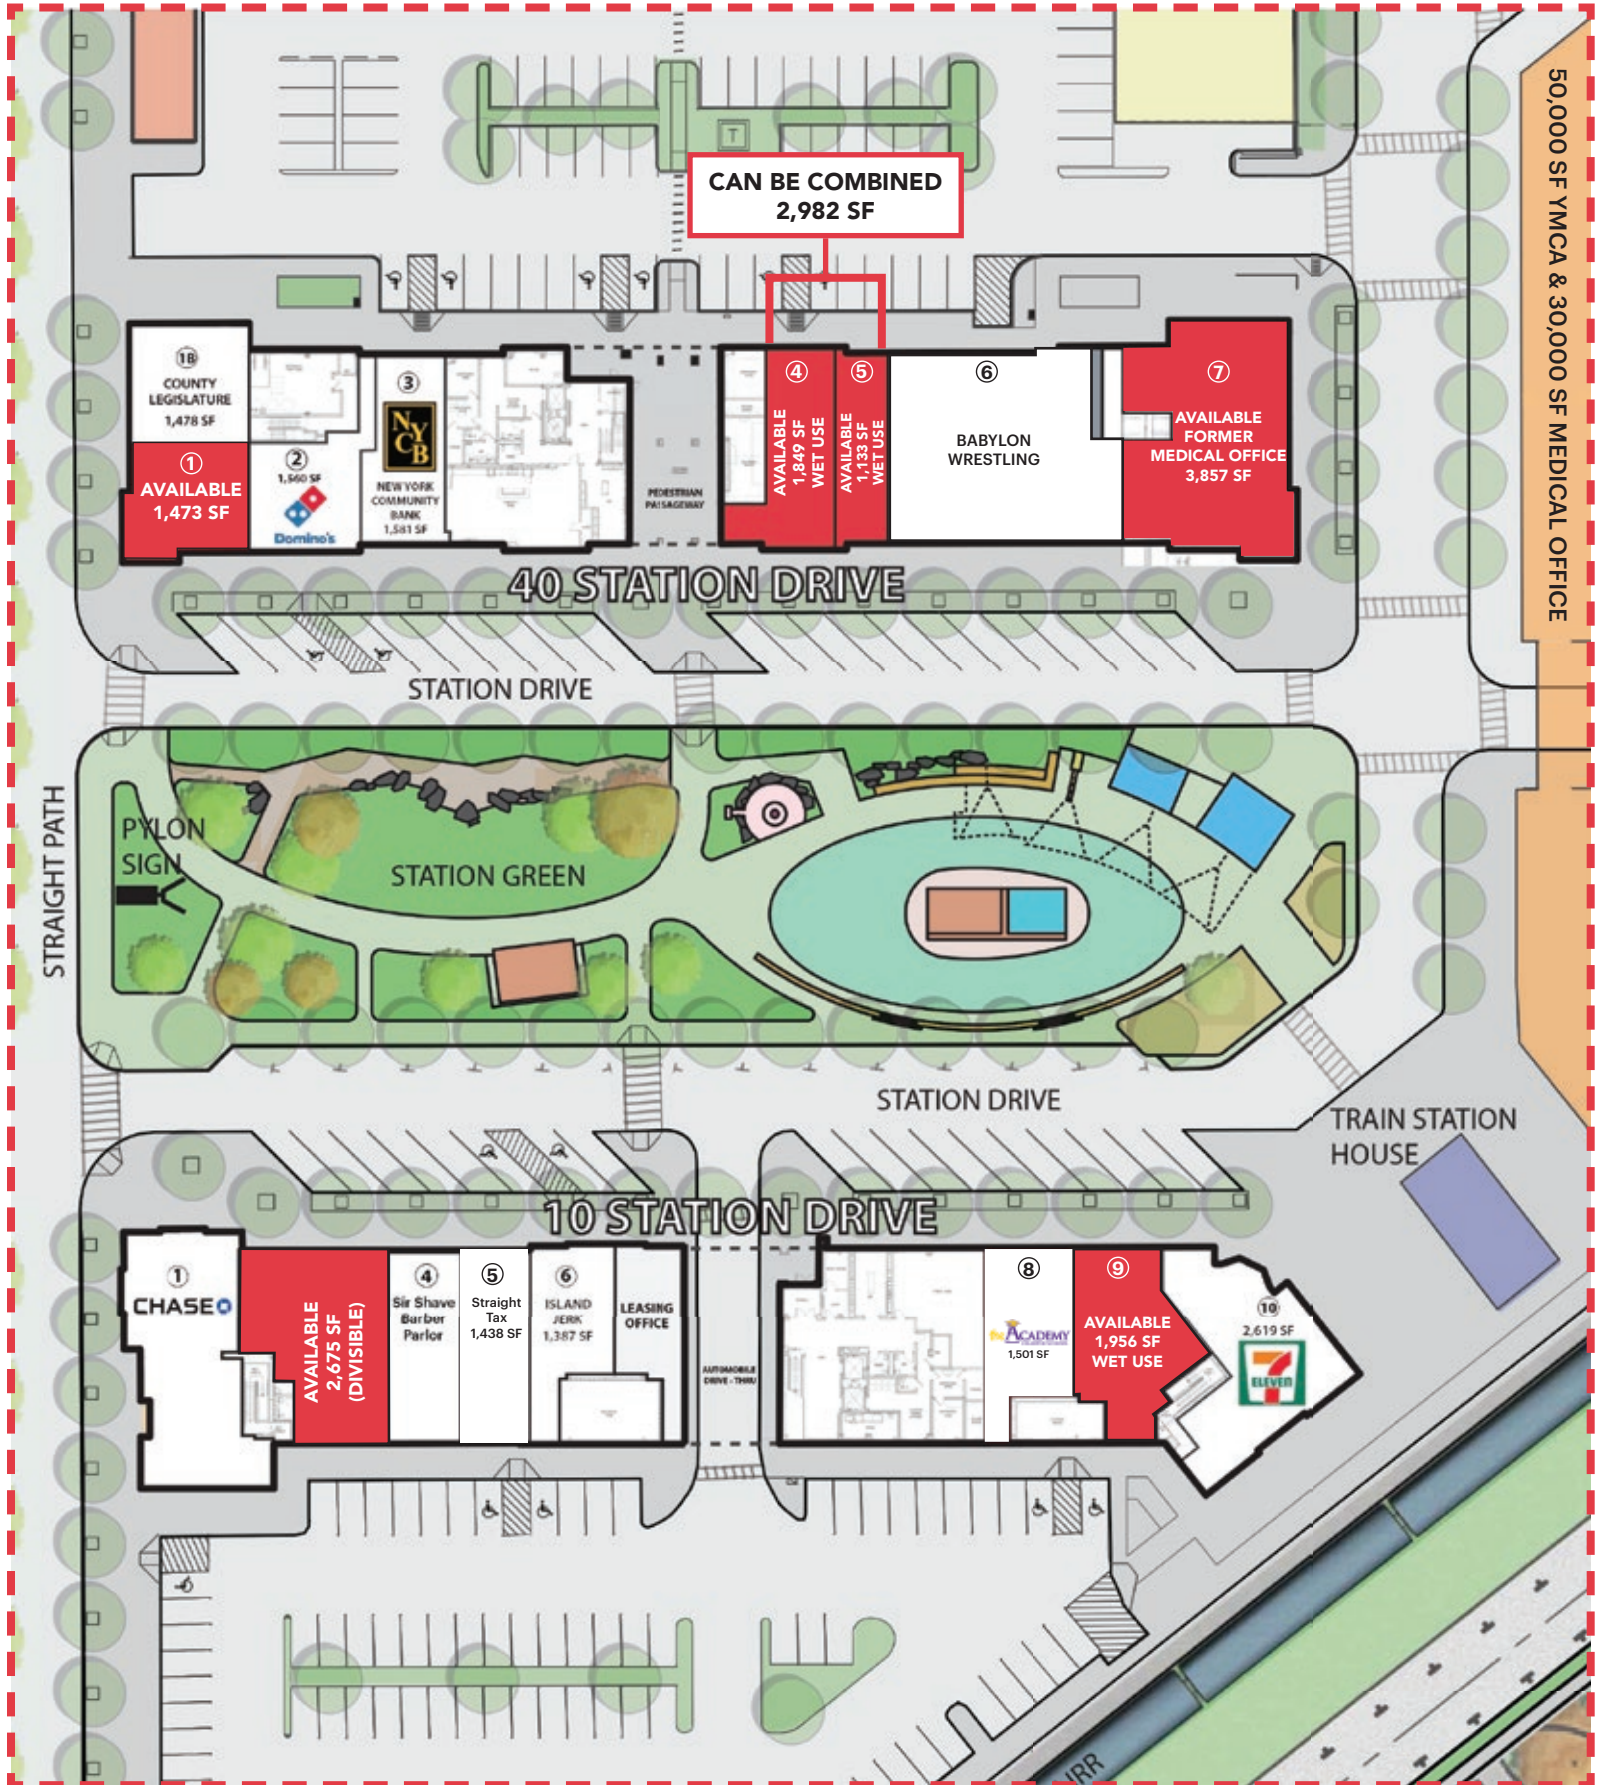 50,000 SF YMCA & 30,000 SF MEDICAL OFFICE
T
CAN BE COMBINED
2,982 SF
1B
COUNTY
LEGISLATURE
1,478 SF
1
AVAILABLE
1,473 SF
2
1,560 SF
Domino's
3
NYCB
NEW YORK
COMMUNITY
BANK
1,581 SF
PEDESTRIAN
PASSAGEWAY
4
AVAILABLE
1,849 SF
WET USE
5
AVAILABLE
1,133 SF
WET USE
6
BABYLON
WRESTLING
7
AVAILABLE
FORMER
MEDICAL OFFICE
3,857 SF
40 STATION DRIVE
STATION DRIVE
STRAIGHT PATH
PYLON
SIGN
STATION GREEN
STATION DRIVE
TRAIN STATION
HOUSE
10 STATION DRIVE
1
CHASE
AVAILABLE
2,675 SF
(DIVISIBLE)
4
Sir Shave
Barber
Parlor
5
Straight
Tax
1,438 SF
6
ISLAND
JERK
1,387 SF
LEASING
OFFICE
AUTOMOBILE
DRIVE - THRU
8
the ACADEMY
1,501 SF
9
AVAILABLE
1,956 SF
WET USE
10
2,619 SF
7
ELEVEN